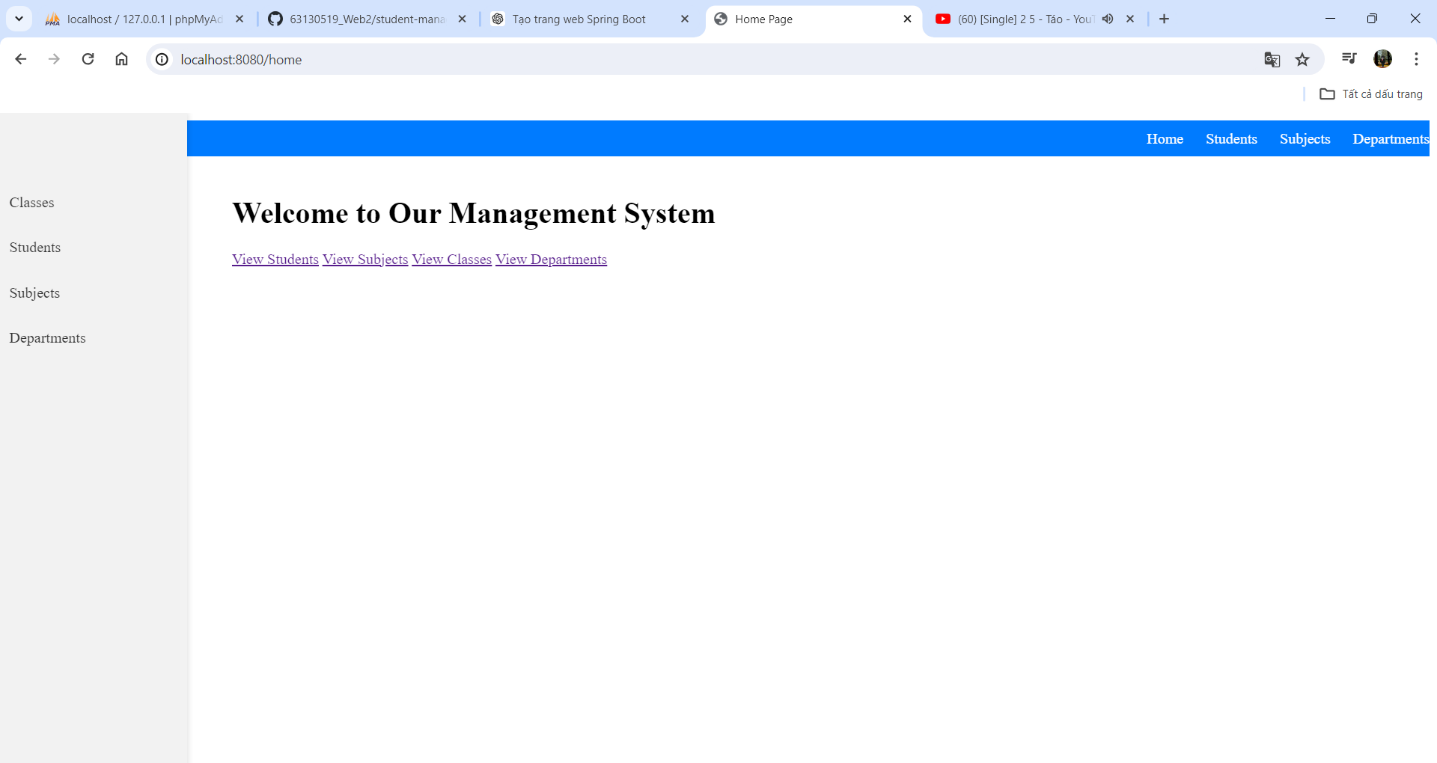 localhost / 127.0.0.1 | phpMyAd
63130519_Web2/student-mana
Tạo trang web Spring Boot
Home Page
(60) [Single] 2 5 - Táo - YouT
localhost:8080/home
Tất cả dấu trang
Home Students Subjects Departments
Classes
Students
Subjects
Departments
Welcome to Our Management System
View Students View Subjects View Classes View Departments